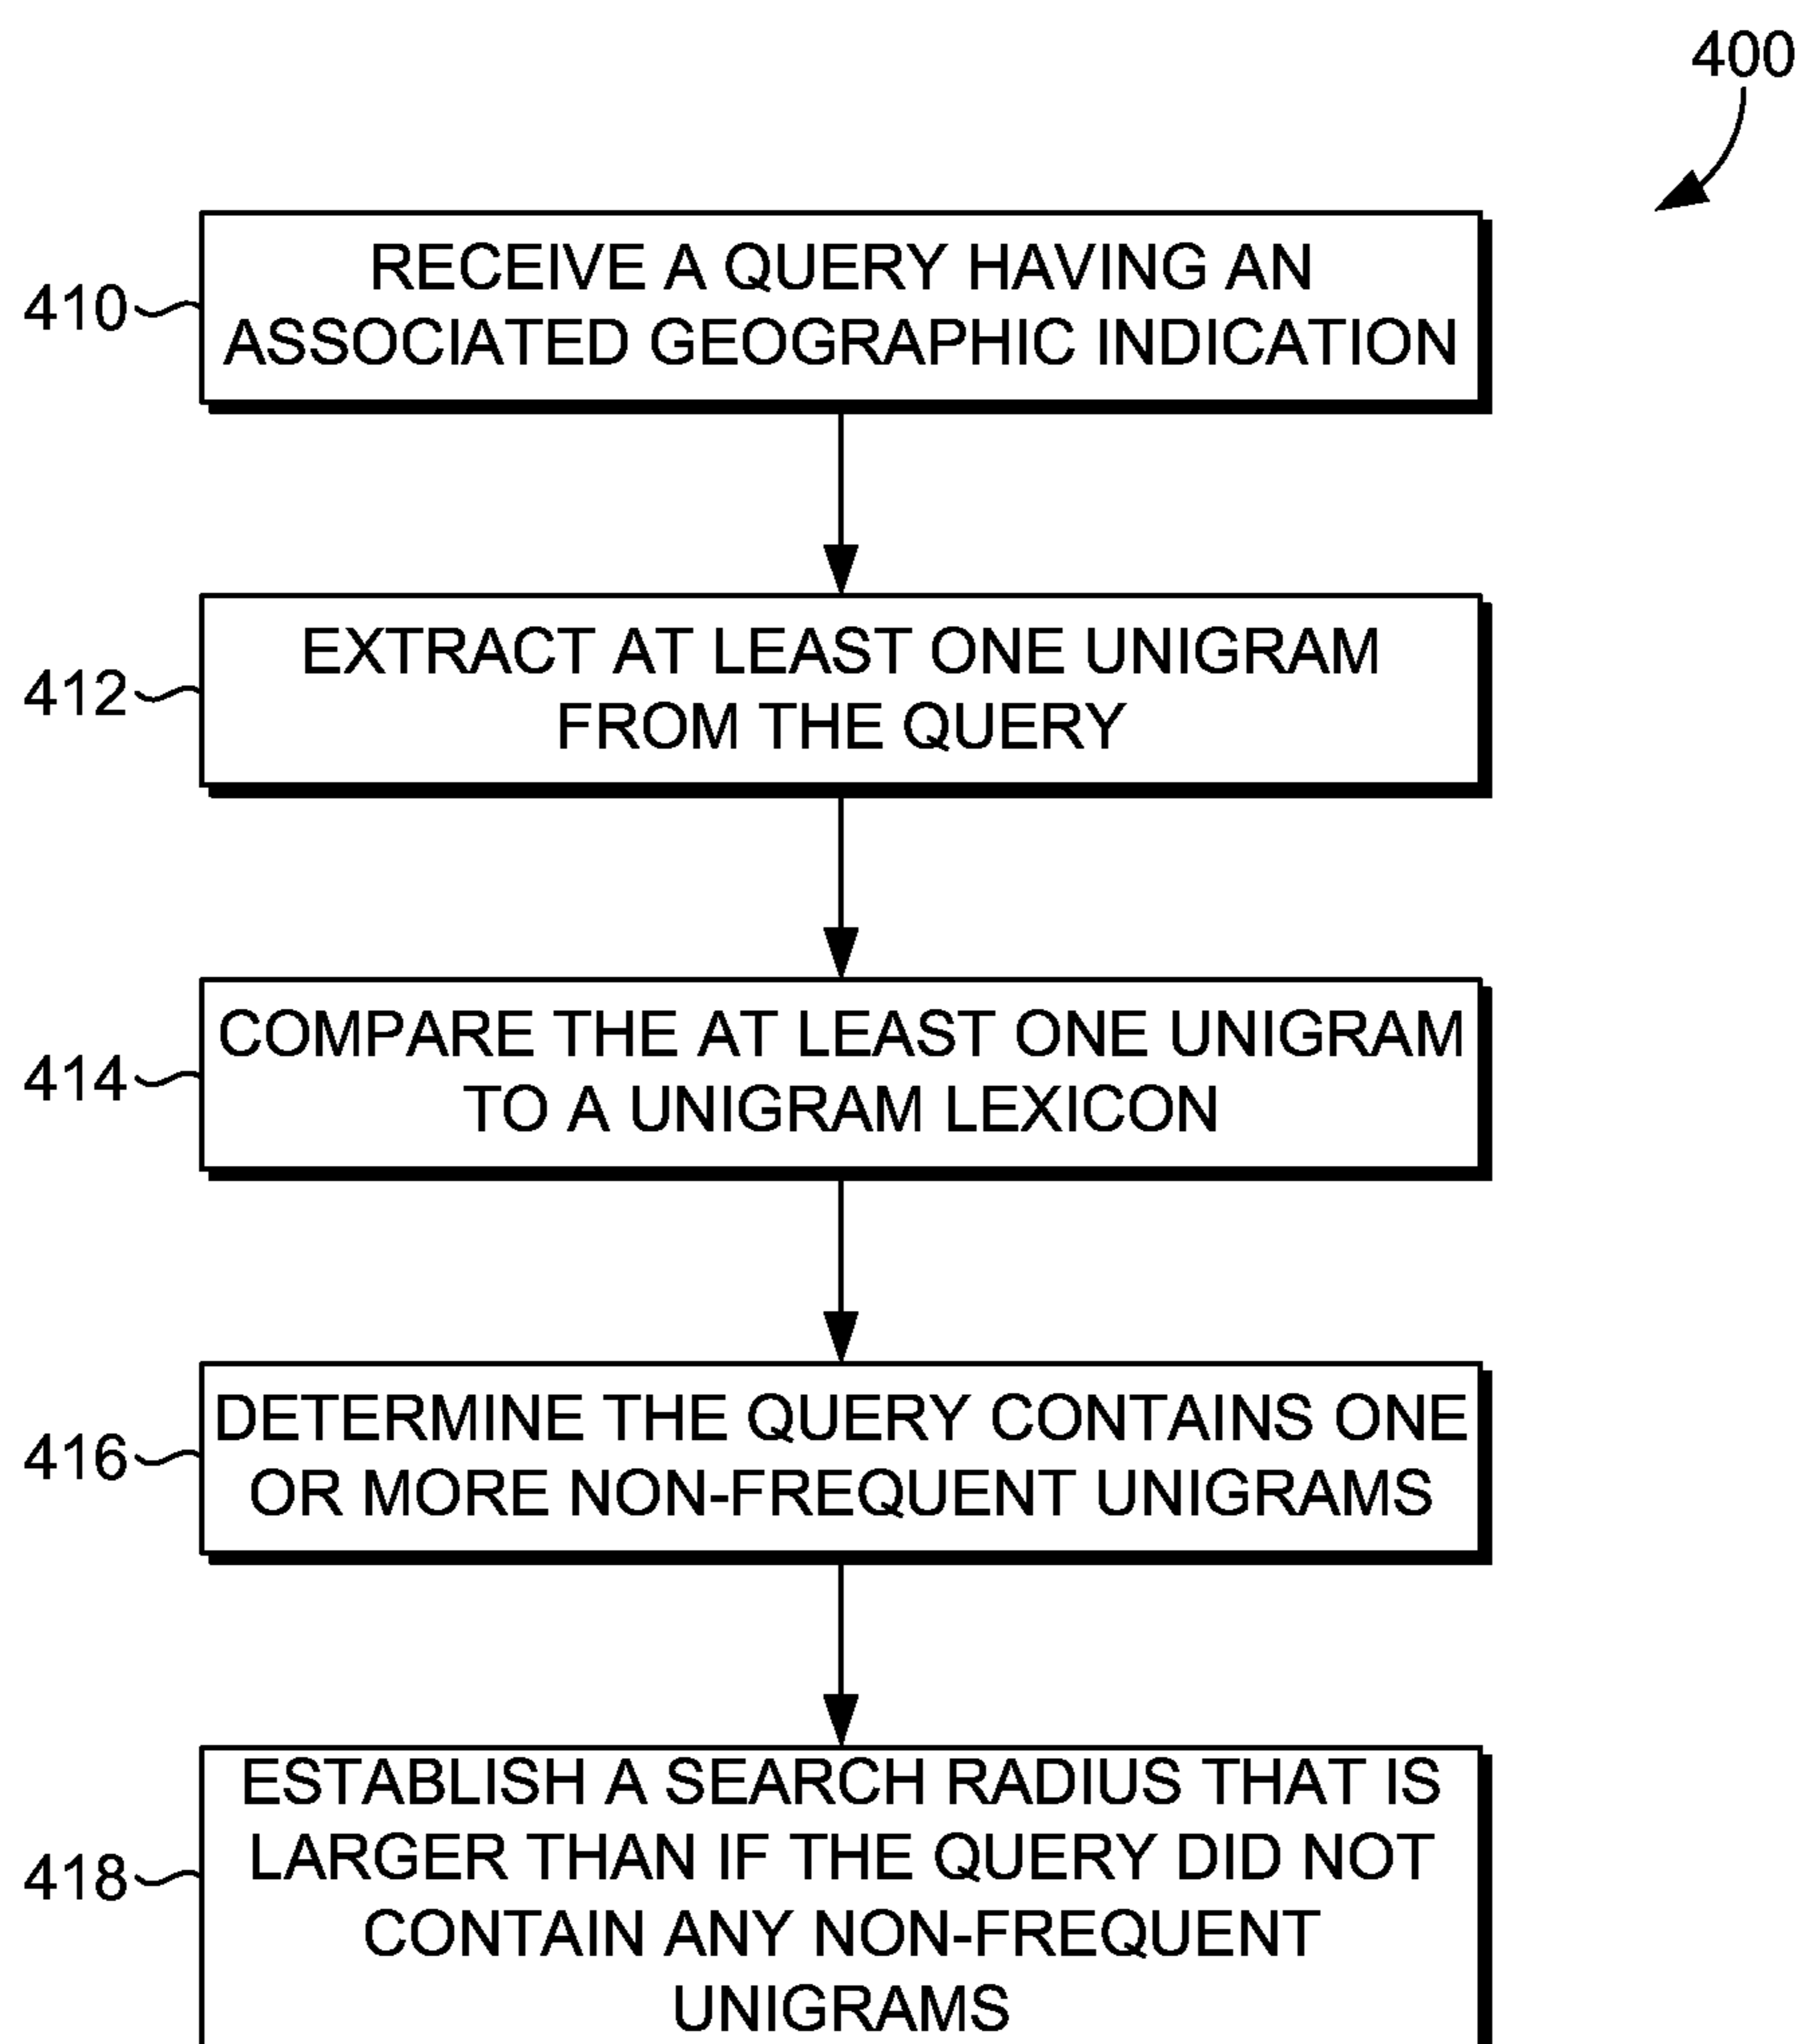 400
410
RECEIVE A QUERY HAVING AN
ASSOCIATED GEOGRAPHIC INDICATION
412
EXTRACT AT LEAST ONE UNIGRAM
FROM THE QUERY
414
COMPARE THE AT LEAST ONE UNIGRAM
TO A UNIGRAM LEXICON
416
DETERMINE THE QUERY CONTAINS ONE
OR MORE NON-FREQUENT UNIGRAMS
418
ESTABLISH A SEARCH RADIUS THAT IS
LARGER THAN IF THE QUERY DID NOT
CONTAIN ANY NON-FREQUENT
UNIGRAMS